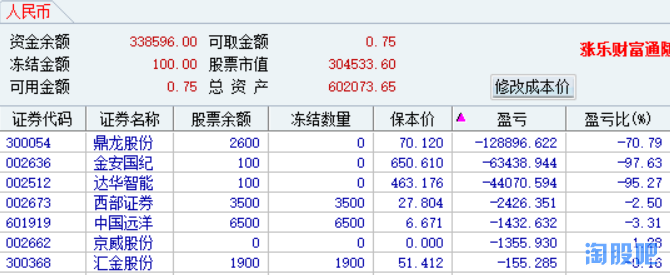 人民币
资金余额 338596.00 可取金额 0.75
涨乐财富通
冻结金额 100.00 股票市值 304533.60
可用金额 0.75 总 资 产 602073.65 修改成本价
证券代码 证券名称 股票余额 冻结数量 保本价 盈亏 盈亏比(%)
300054 鼎龙股份 2600 0 70.120 -128896.622 -70.79
002636 金安国纪 100 0 650.610 -63438.944 -97.63
002512 达华智能 100 0 463.176 -44070.594 -95.27
002673 西部证券 3500 3500 27.804 -2426.351 -2.50
601919 中国远洋 6500 6500 6.671 -1432.632 -3.31
002662 京威股份 0 0 0.000 -1355.930
300368 汇金股份 1900 1900 51.412 -155.285
淘股吧